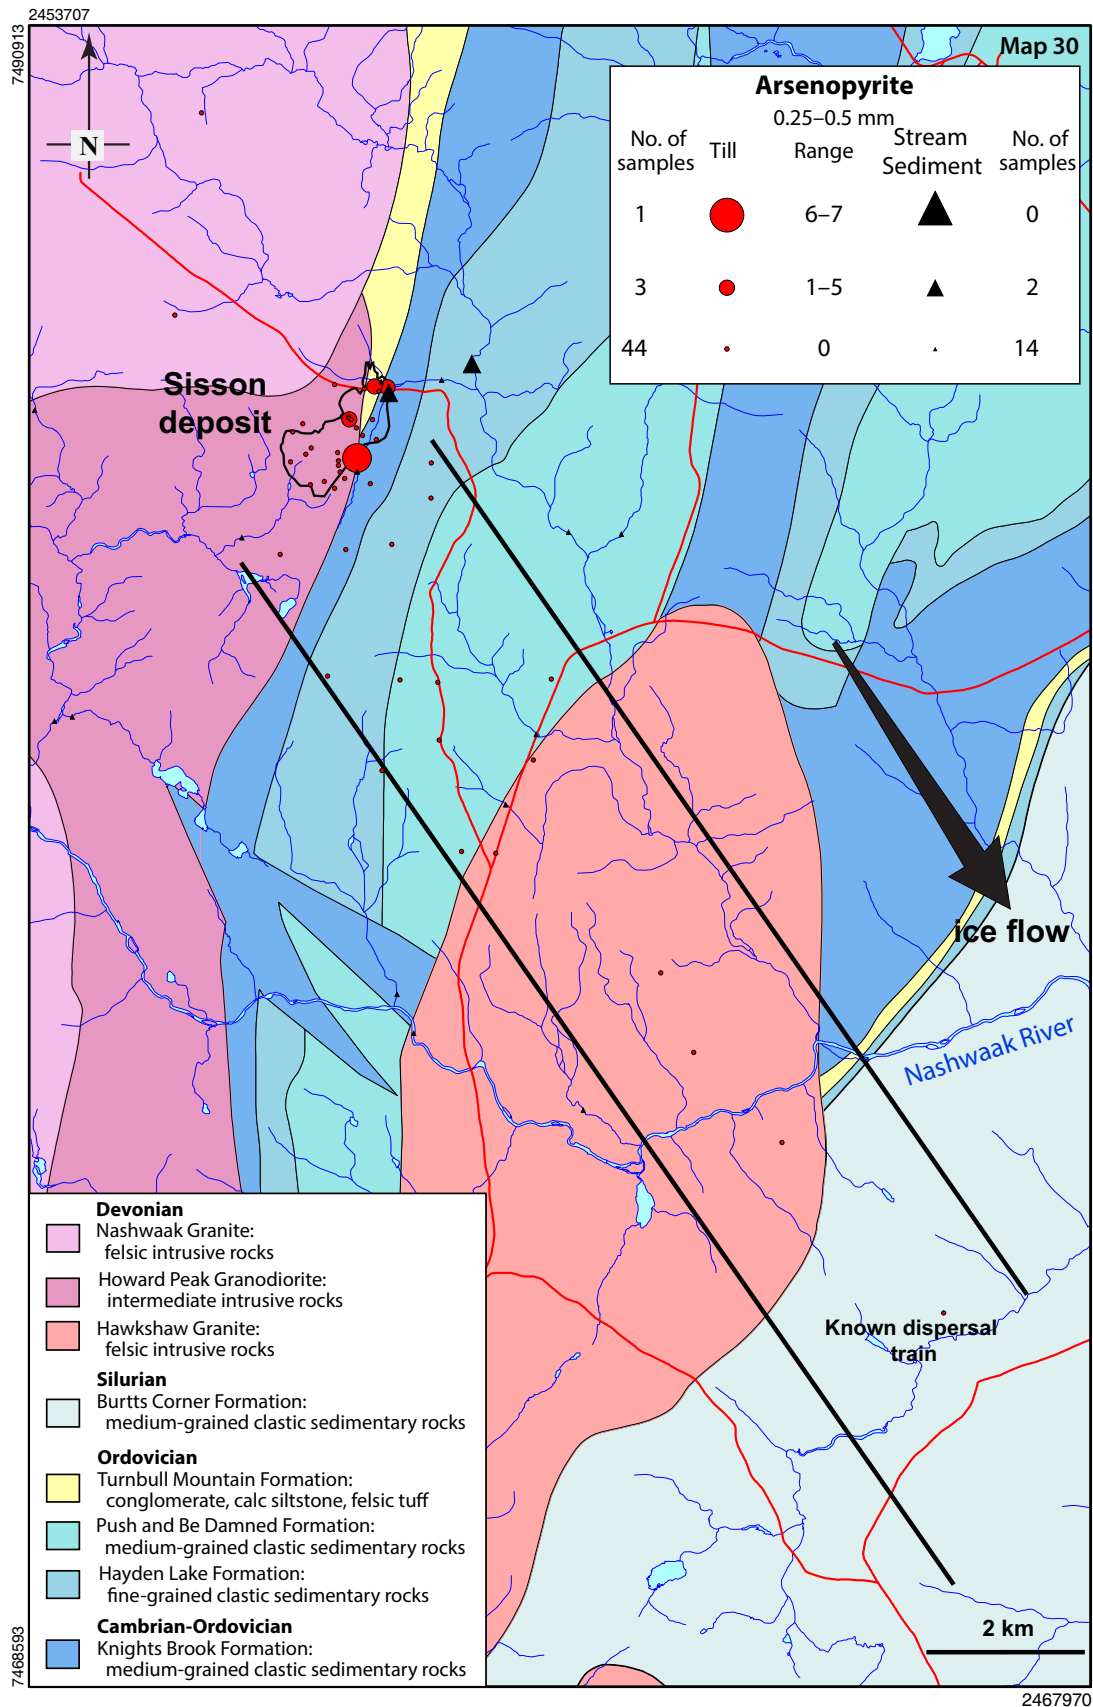 2453707
7490913
Map 30
N
Arsenopyrite
0.25–0.5 mm
No. of samples Till Range Stream Sediment No. of samples
1 6–7 0
3 1–5 2
44 0 14
Sisson
deposit
ice flow
Nashwaak River
Known dispersal
train
Devonian
Nashwaak Granite:
felsic intrusive rocks
Howard Peak Granodiorite:
intermediate intrusive rocks
Hawkshaw Granite:
felsic intrusive rocks
Silurian
Burtts Corner Formation:
medium-grained clastic sedimentary rocks
Ordovician
Turnbull Mountain Formation:
conglomerate, calc siltstone, felsic tuff
Push and Be Damned Formation:
medium-grained clastic sedimentary rocks
Hayden Lake Formation:
fine-grained clastic sedimentary rocks
Cambrian-Ordovician
Knights Brook Formation:
medium-grained clastic sedimentary rocks
2 km
7468593
2467970